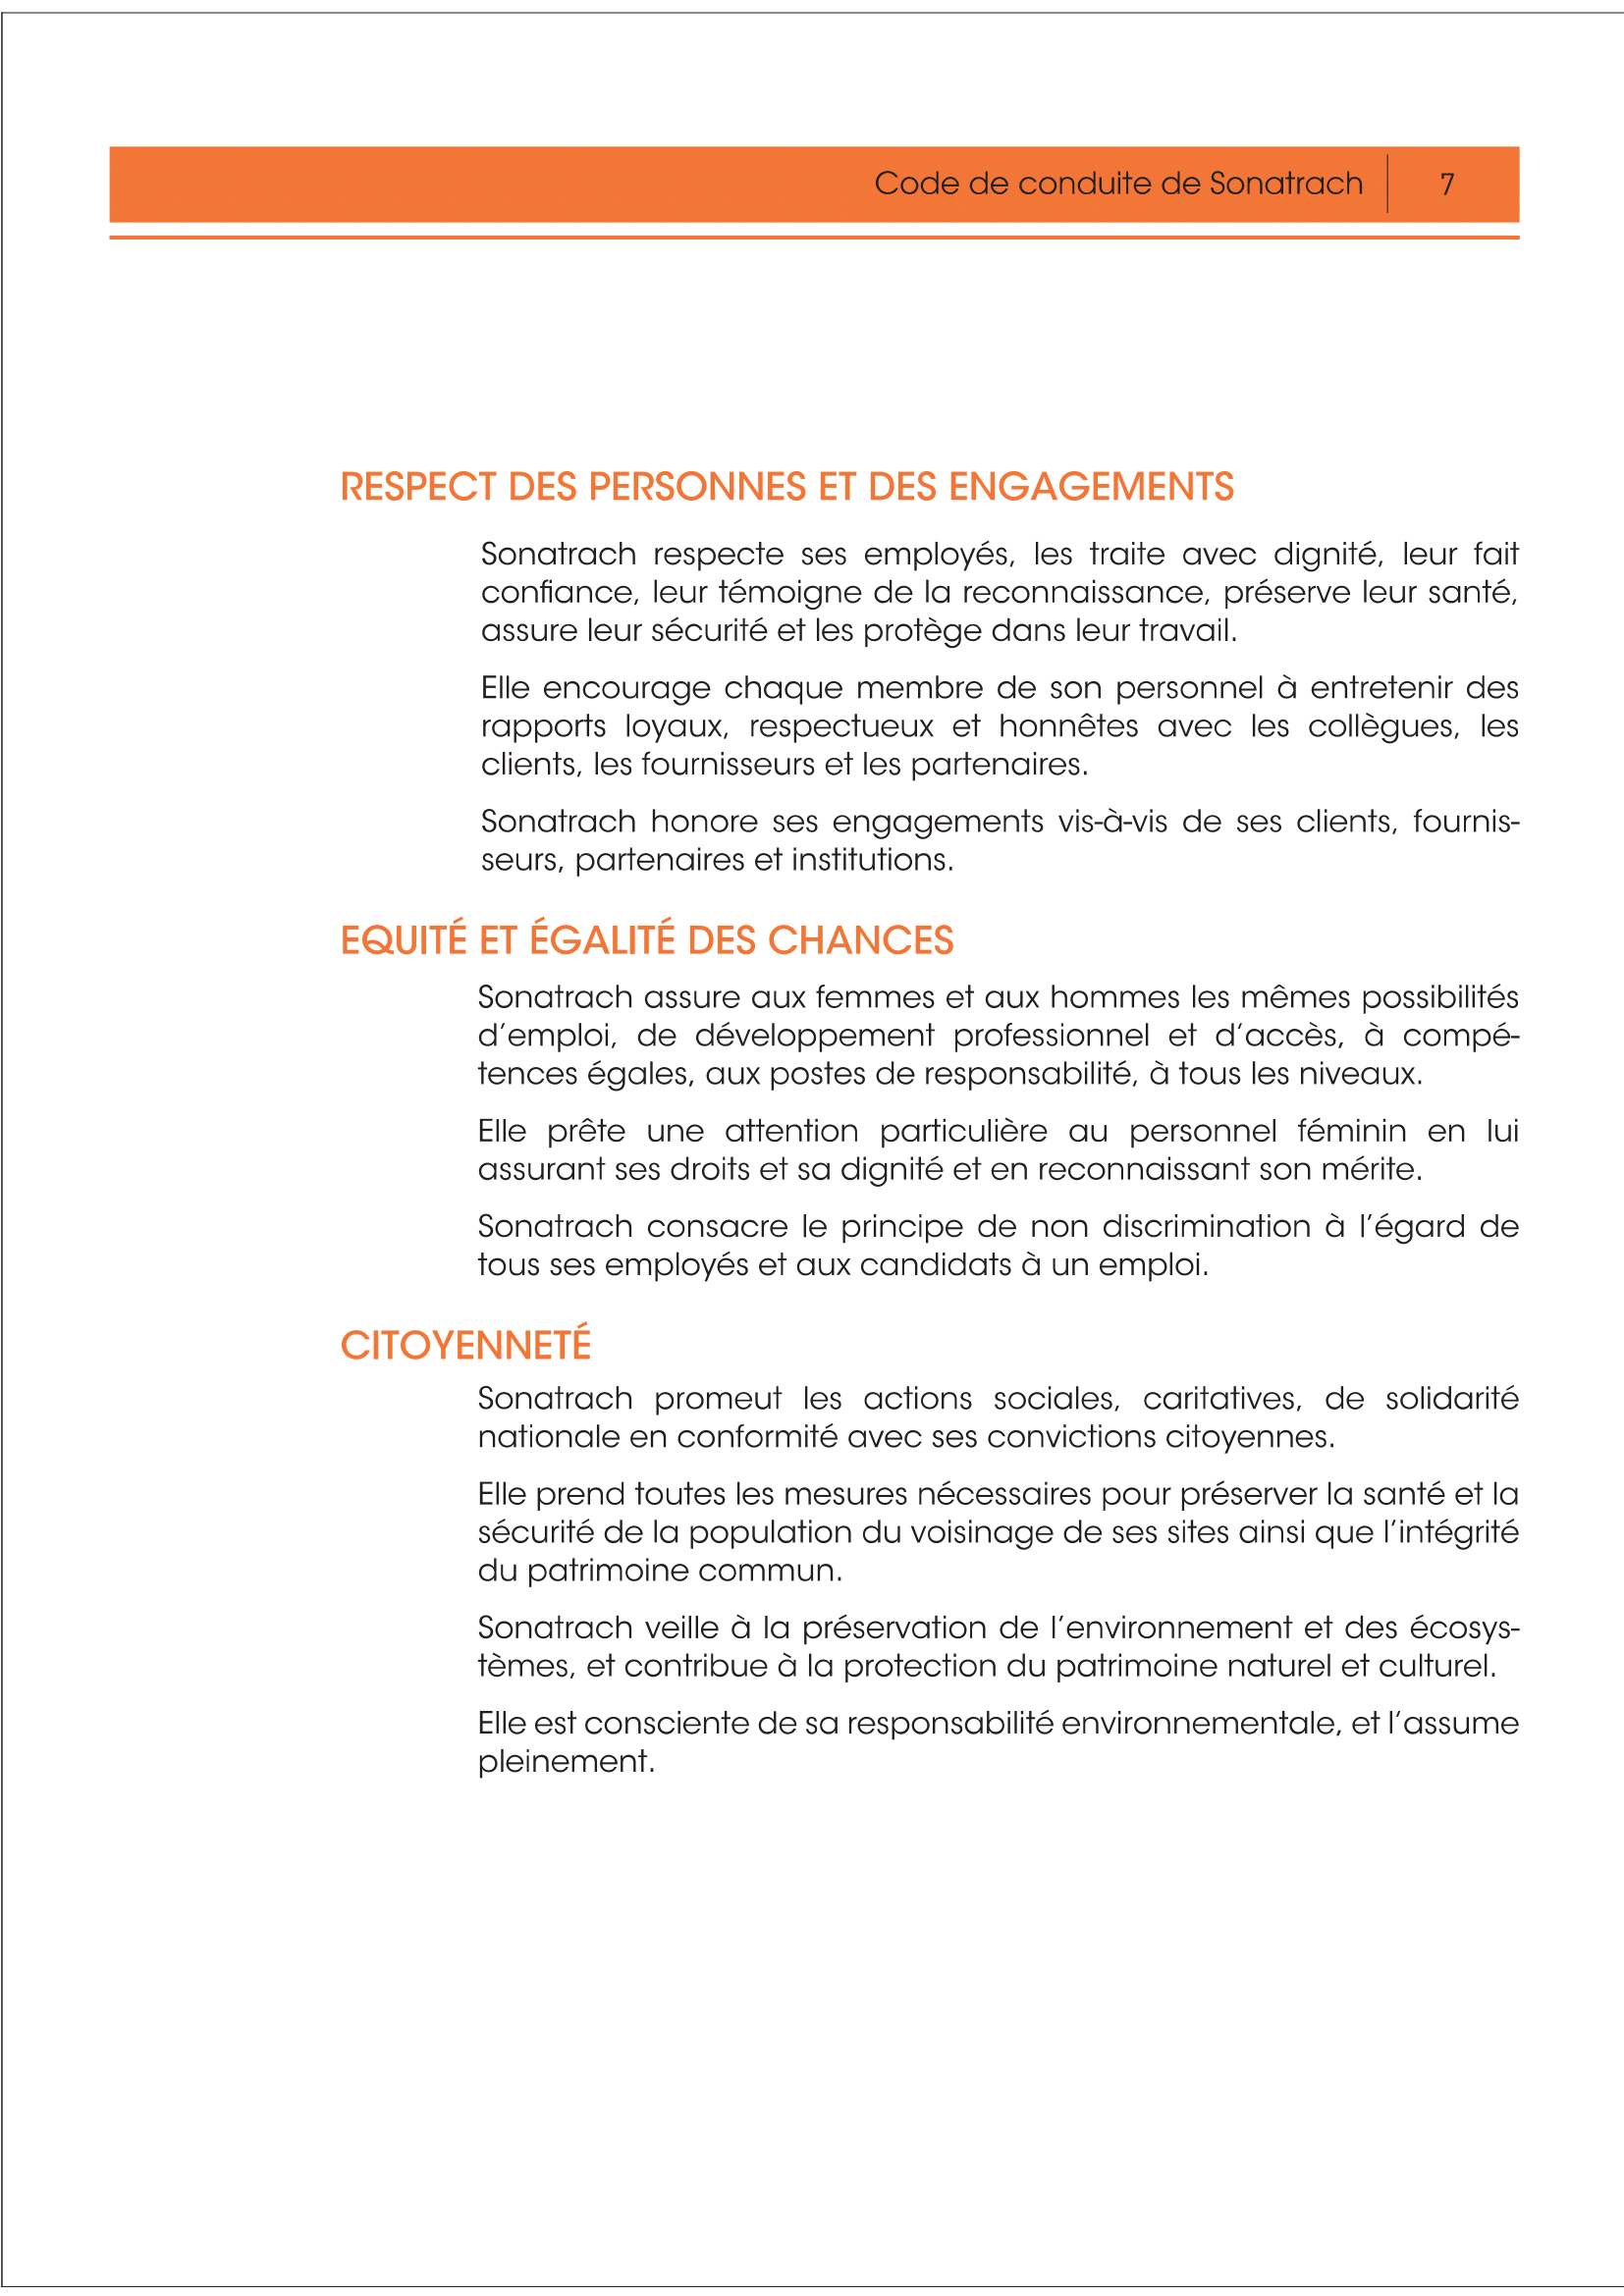 Code de conduite de Sonatrach 7
RESPECT DES PERSONNES ET DES ENGAGEMENTS
Sonatrach respecte ses employés, les traite avec dignité, leur fait
confiance, leur témoigne de la reconnaissance, préserve leur santé,
assure leur sécurité et les protège dans leur travail.
Elle encourage chaque membre de son personnel à entretenir des
rapports loyaux, respectueux et honnêtes avec les collègues, les
clients, les fournisseurs et les partenaires.
Sonatrach honore ses engagements vis-à-vis de ses clients, fournis-
seurs, partenaires et institutions.
EQUITÉ ET ÉGALITÉ DES CHANCES
Sonatrach assure aux femmes et aux hommes les mêmes possibilités
d’emploi, de développement professionnel et d’accès, à compé-
tences égales, aux postes de responsabilité, à tous les niveaux.
Elle prête une attention particulière au personnel féminin en lui
assurant ses droits et sa dignité et en reconnaissant son mérite.
Sonatrach consacre le principe de non discrimination à l’égard de
tous ses employés et aux candidats à un emploi.
CITOYENNETÉ
Sonatrach promeut les actions sociales, caritatives, de solidarité
nationale en conformité avec ses convictions citoyennes.
Elle prend toutes les mesures nécessaires pour préserver la santé et la
sécurité de la population du voisinage de ses sites ainsi que l’intégrité
du patrimoine commun.
Sonatrach veille à la préservation de l’environnement et des écosys-
tèmes, et contribue à la protection du patrimoine naturel et culturel.
Elle est consciente de sa responsabilité environnementale, et l’assume
pleinement.